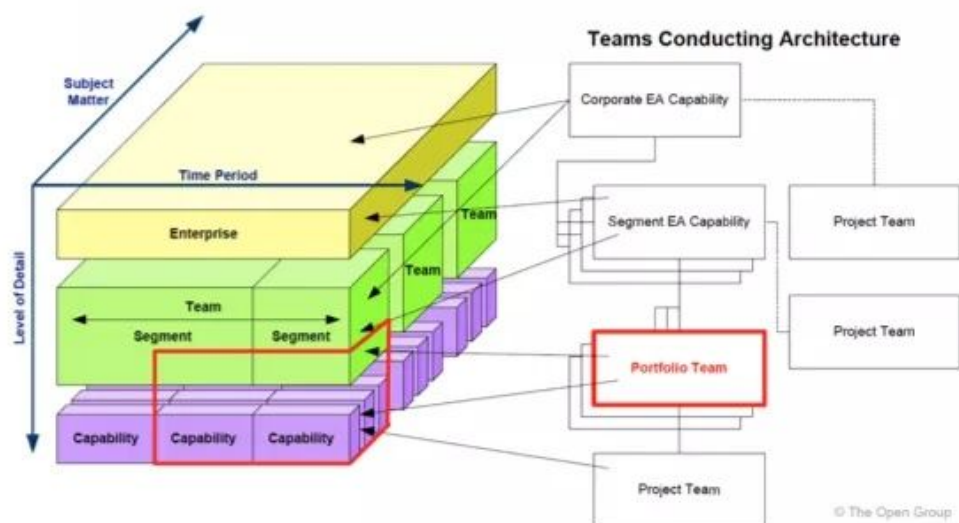 Teams Conducting Architecture
Subject
Matter
Corporate EA Capability
Time Period
Team
Enterprise
Segment EA Capability
Project Team
Team
Level of Detail
Team
Segment
Segment
Project Team
Portfolio Team
Capability
Capability
Capability
Project Team
© The Open Group